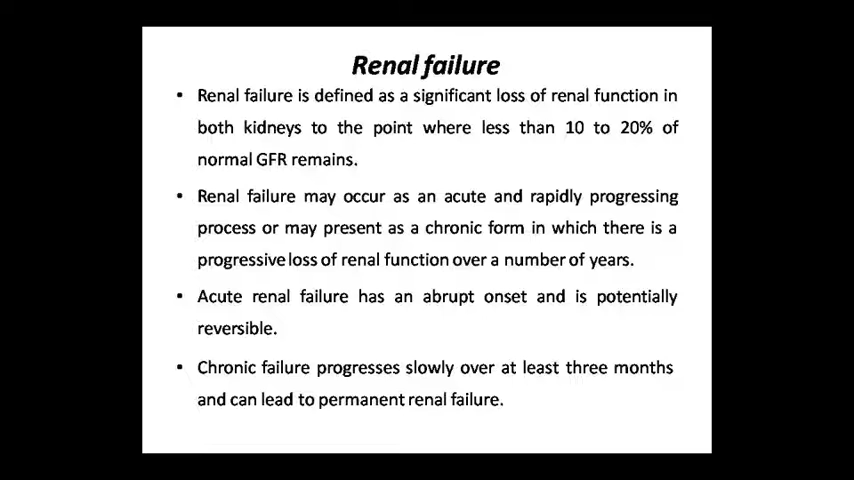 Renal failure
• Renal failure is defined as a significant loss of renal function in
both kidneys to the point where less than 10 to 20% of
normal GFR remains.
• Renal failure may occur as an acute and rapidly progressing
process or may present as a chronic form in which there is a
progressive loss of renal function over a number of years.
• Acute renal failure has an abrupt onset and is potentially
reversible.
• Chronic failure progresses slowly over at least three months
and can lead to permanent renal failure.